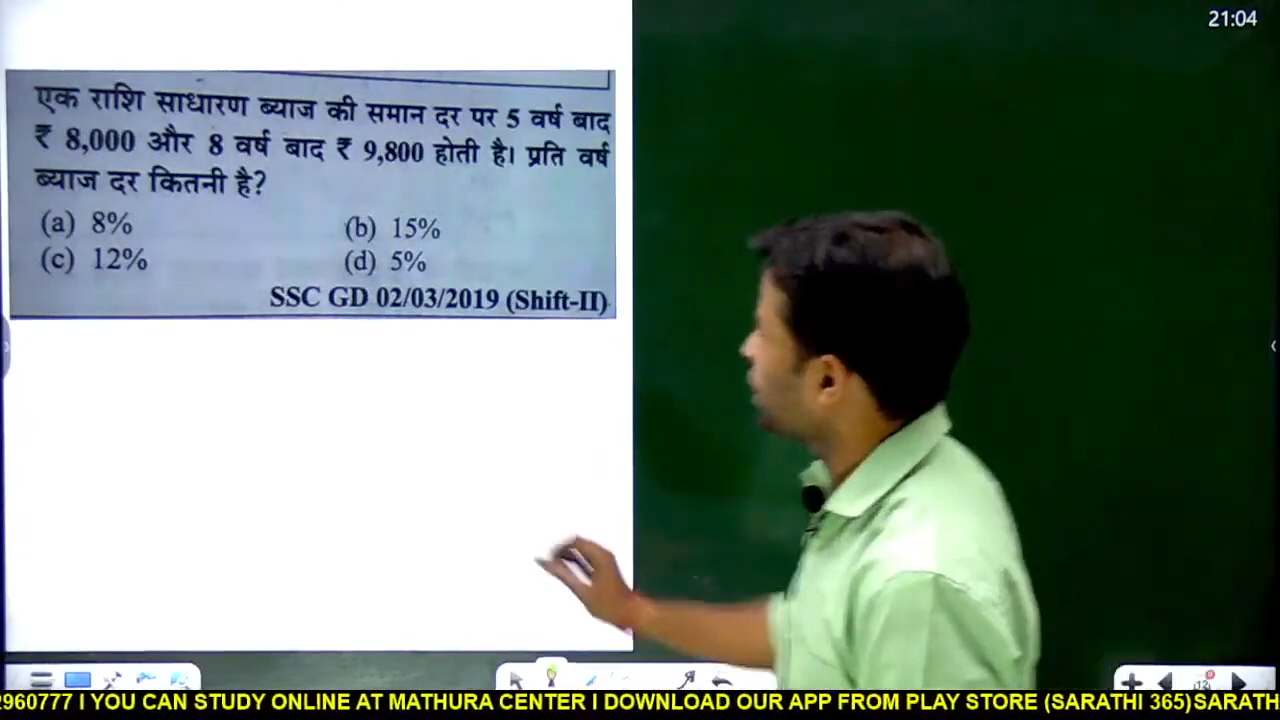 21:04
एक राशि साधारण ब्याज की समान दर पर 5 वर्ष बाद
₹ 8,000 और 8 वर्ष बाद ₹ 9,800 होती है। प्रति वर्ष
ब्याज दर कितनी है?
(a) 8% (b) 15%
(c) 12% (d) 5%
SSC GD 02/03/2019 (Shift-II)
2960777 I YOU CAN STUDY ONLINE AT MATHURA CENTER I DOWNLOAD OUR APP FROM PLAY STORE (SARATHI 365)SARATH